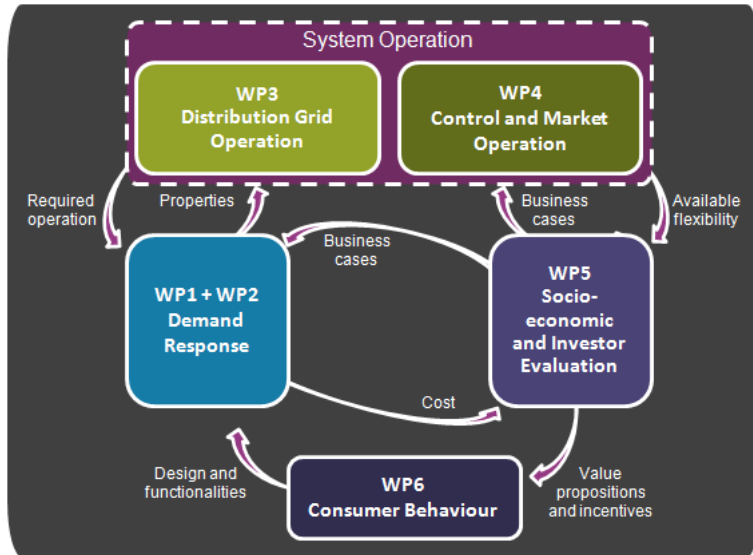 System Operation
WP3
Distribution Grid
Operation
WP4
Control and Market
Operation
Required
operation
Properties
Business
cases
Available
flexibility
Business
cases
WP1 + WP2
Demand
Response
WP5
Socio-
economic
and Investor
Evaluation
Cost
Design and
functionalities
WP6
Consumer Behaviour
Value
propositions
and incentives